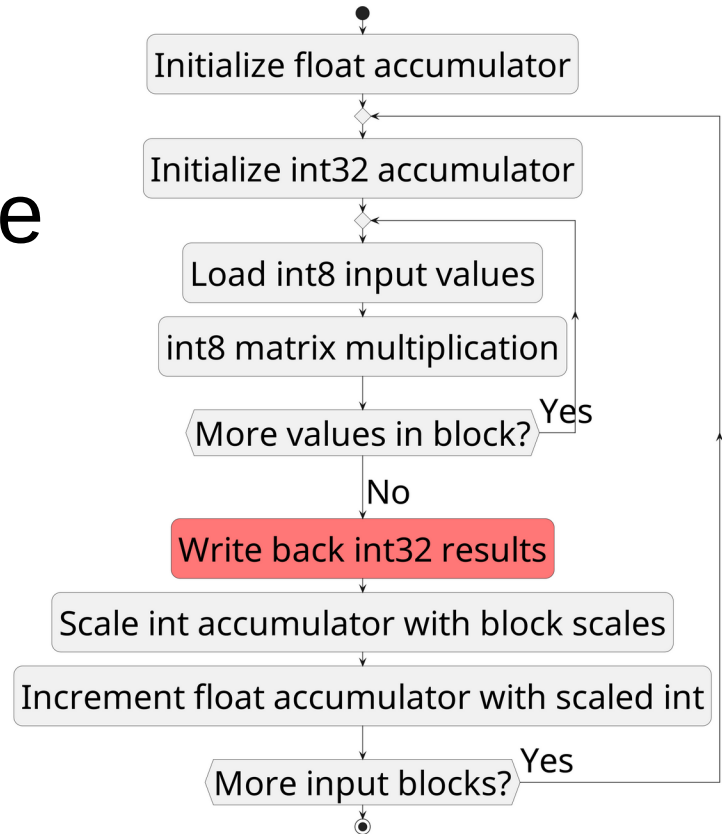 Initialize float accumulator
Initialize int32 accumulator
e
Load int8 input values
int8 matrix multiplication
Yes
More values in block?
No
Write back int32 results
Scale int accumulator with block scales
Increment float accumulator with scaled int
Yes
More input blocks?